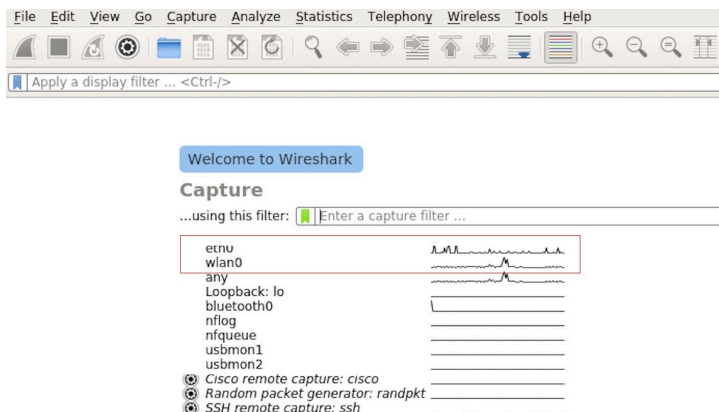 File Edit View Go Capture Analyze Statistics Telephony Wireless Tools Help
Apply a display filter ... <Ctrl-/>
Welcome to Wireshark
Capture
...using this filter: Enter a capture filter ...
eth0
wlan0
any
Loopback: lo
bluetooth0
nflog
nfqueue
usbmon1
usbmon2
Cisco remote capture: cisco
Random packet generator: randpkt
SSH remote capture: ssh